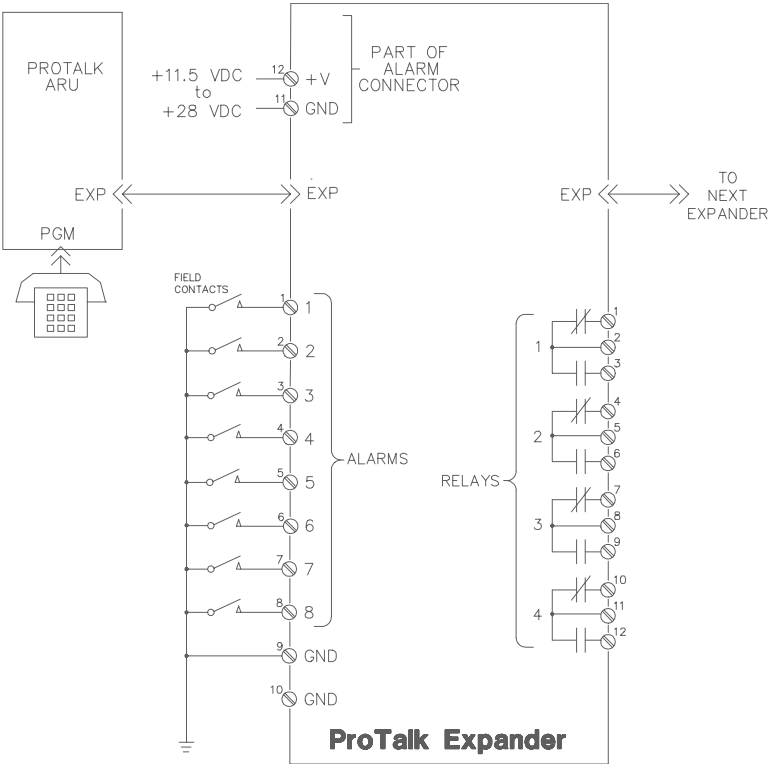 PROTALK
ARU
EXP
PGM
+11.5 VDC
to
+28 VDC
12
+V
11
GND
PART OF
ALARM
CONNECTOR
EXP
EXP
TO
NEXT
EXPANDER
FIELD
CONTACTS
1
1
2
2
3
3
4
4
5
5
6
6
7
7
8
8
ALARMS
9
GND
10
GND
RELAYS
1
1
2
3
2
4
5
6
3
7
8
9
4
10
11
12
ProTalk Expander